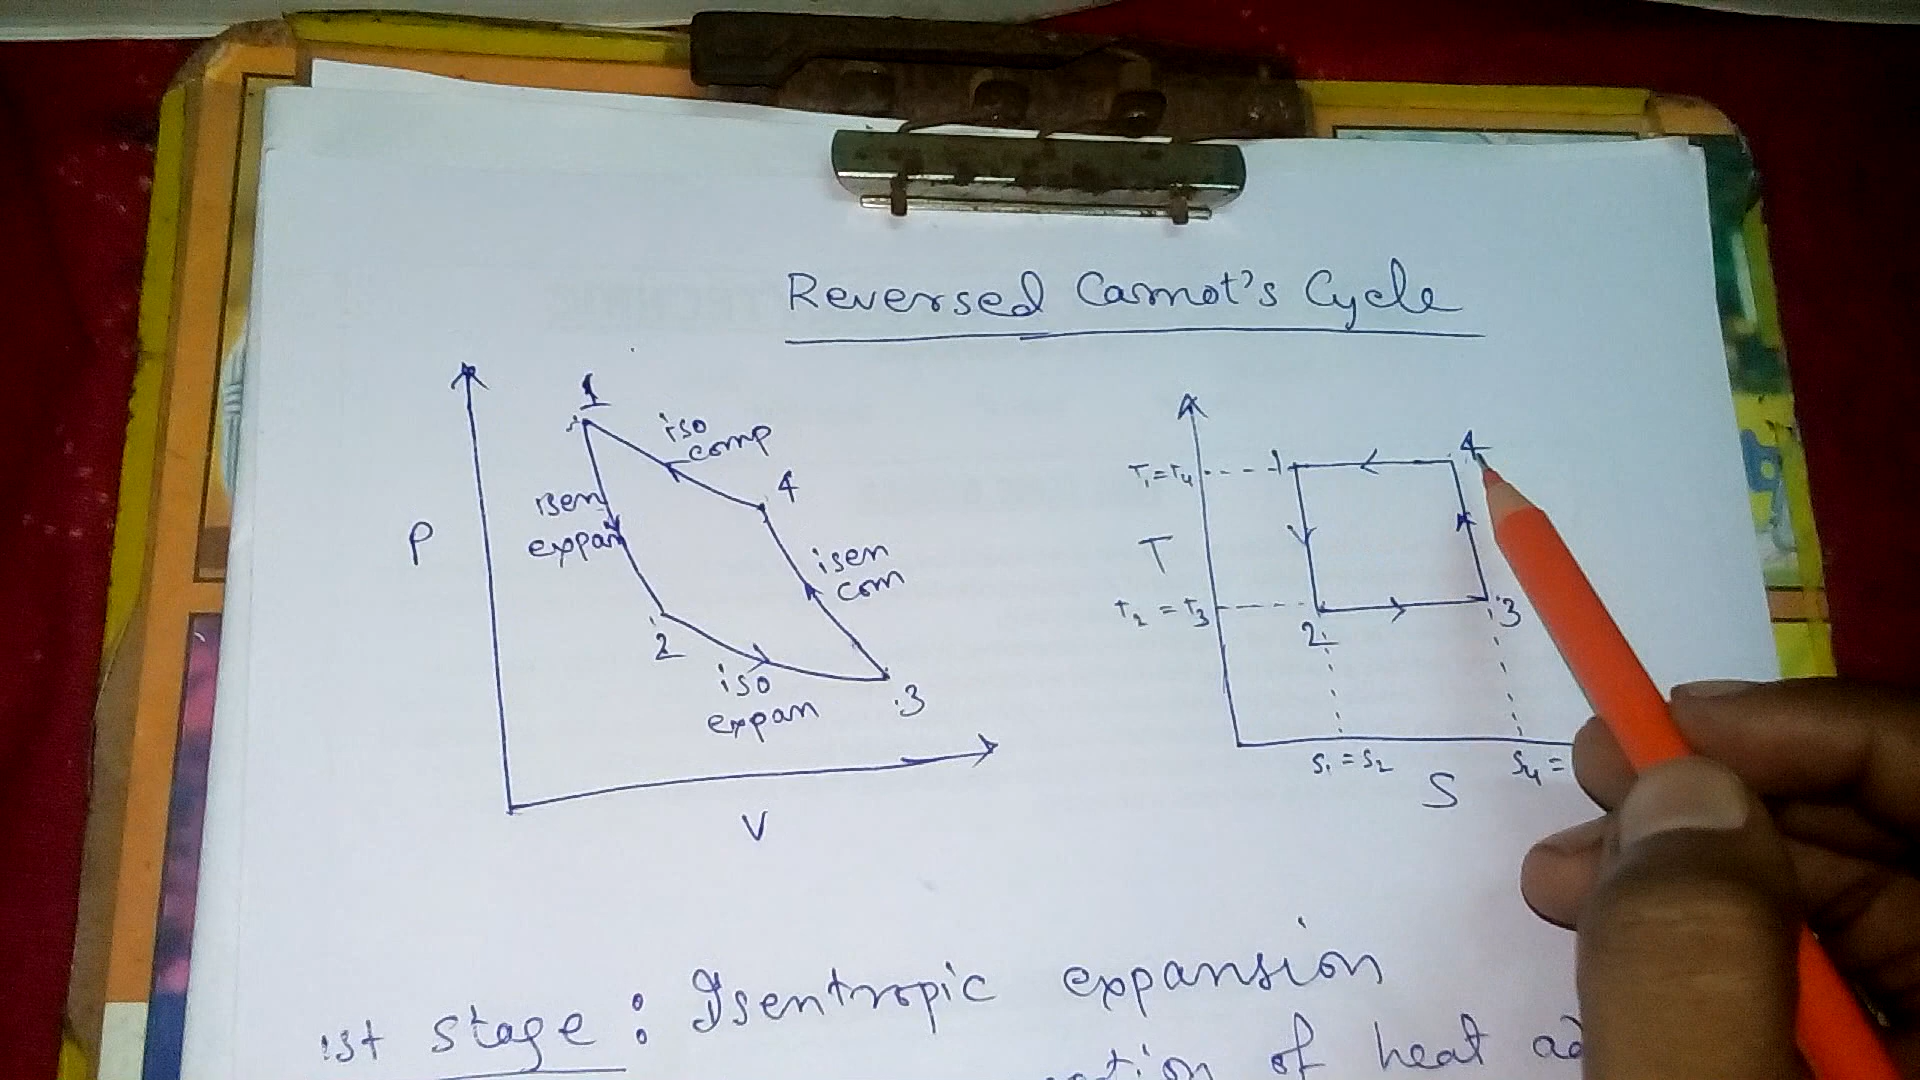 Reversed Carnot's Cycle
1
iso
comp
4
isen
expan
isen
com
P
2
iso
expan
3
V
T₁=T₄
1
4
T
T₂ = T₃
2
3
S₁ = S₂
S₄ =
S
1st stage : Isentropic expansion
of heat